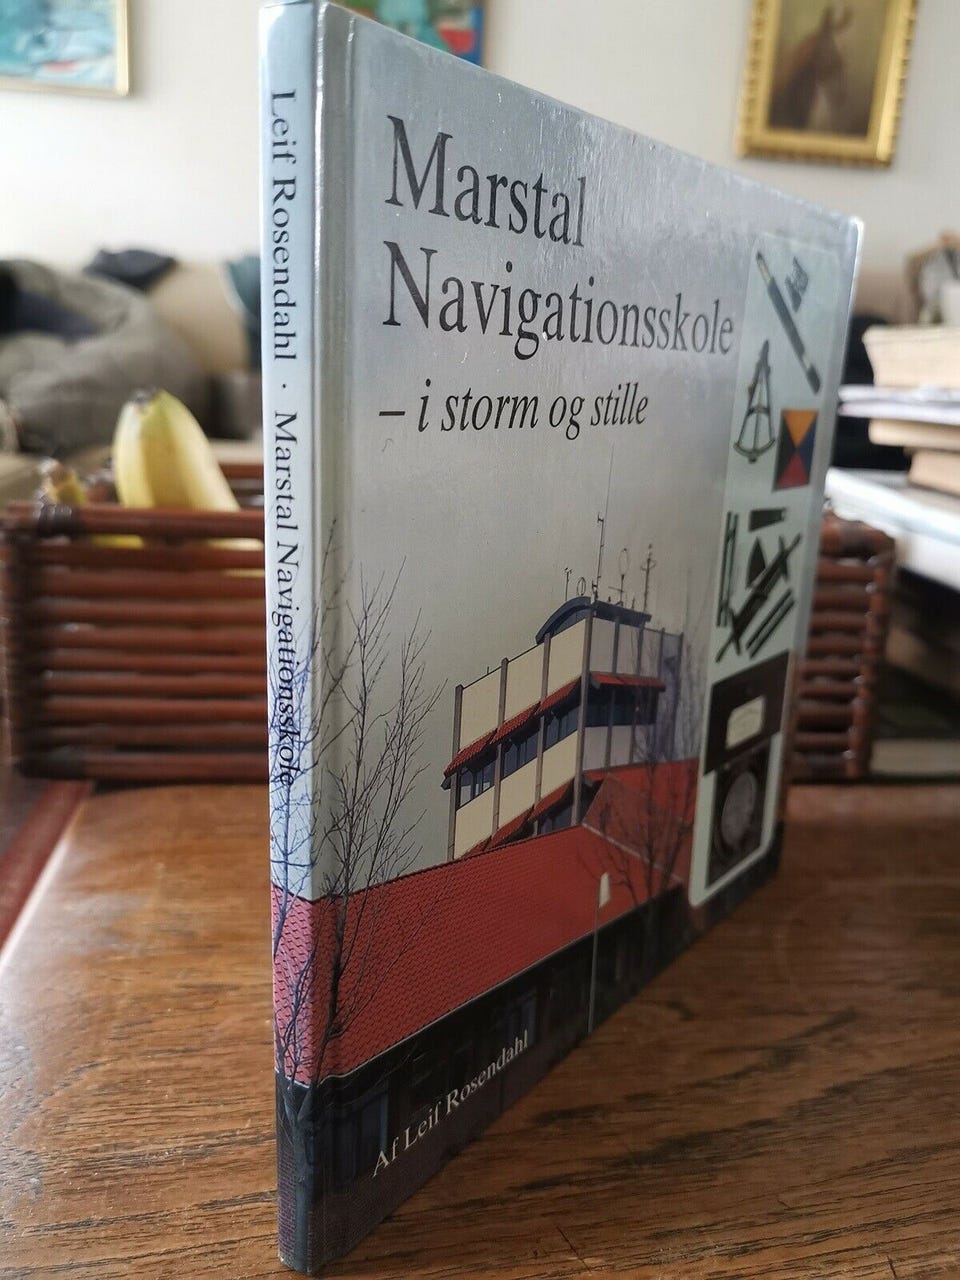 Leif Rosendahl · Marstal Navigationsskole
Marstal
Navigationsskole
– i storm og stille
Af Leif Rosendahl